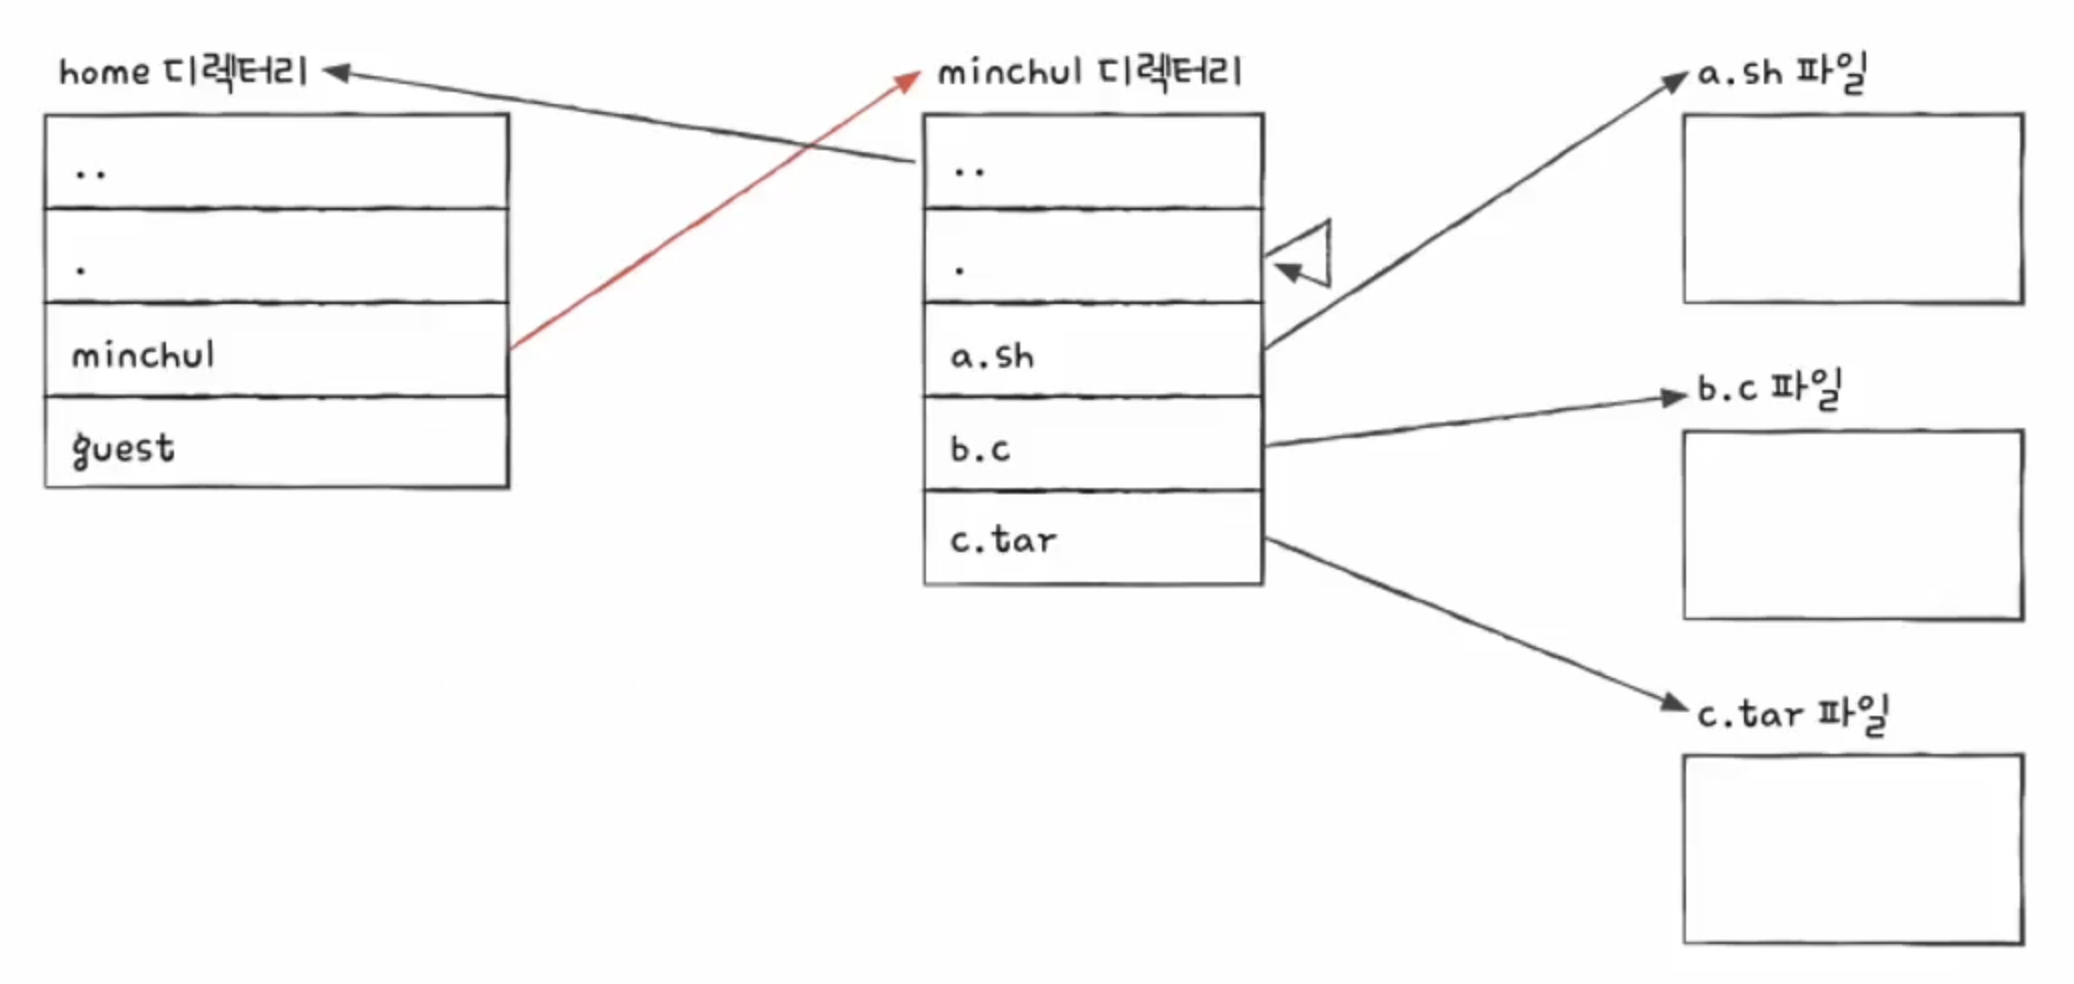 home 디렉터리
..
.
minchul
guest
minchul 디렉터리
..
.
a.sh
b.c
c.tar
a.sh 파일
b.c 파일
c.tar 파일